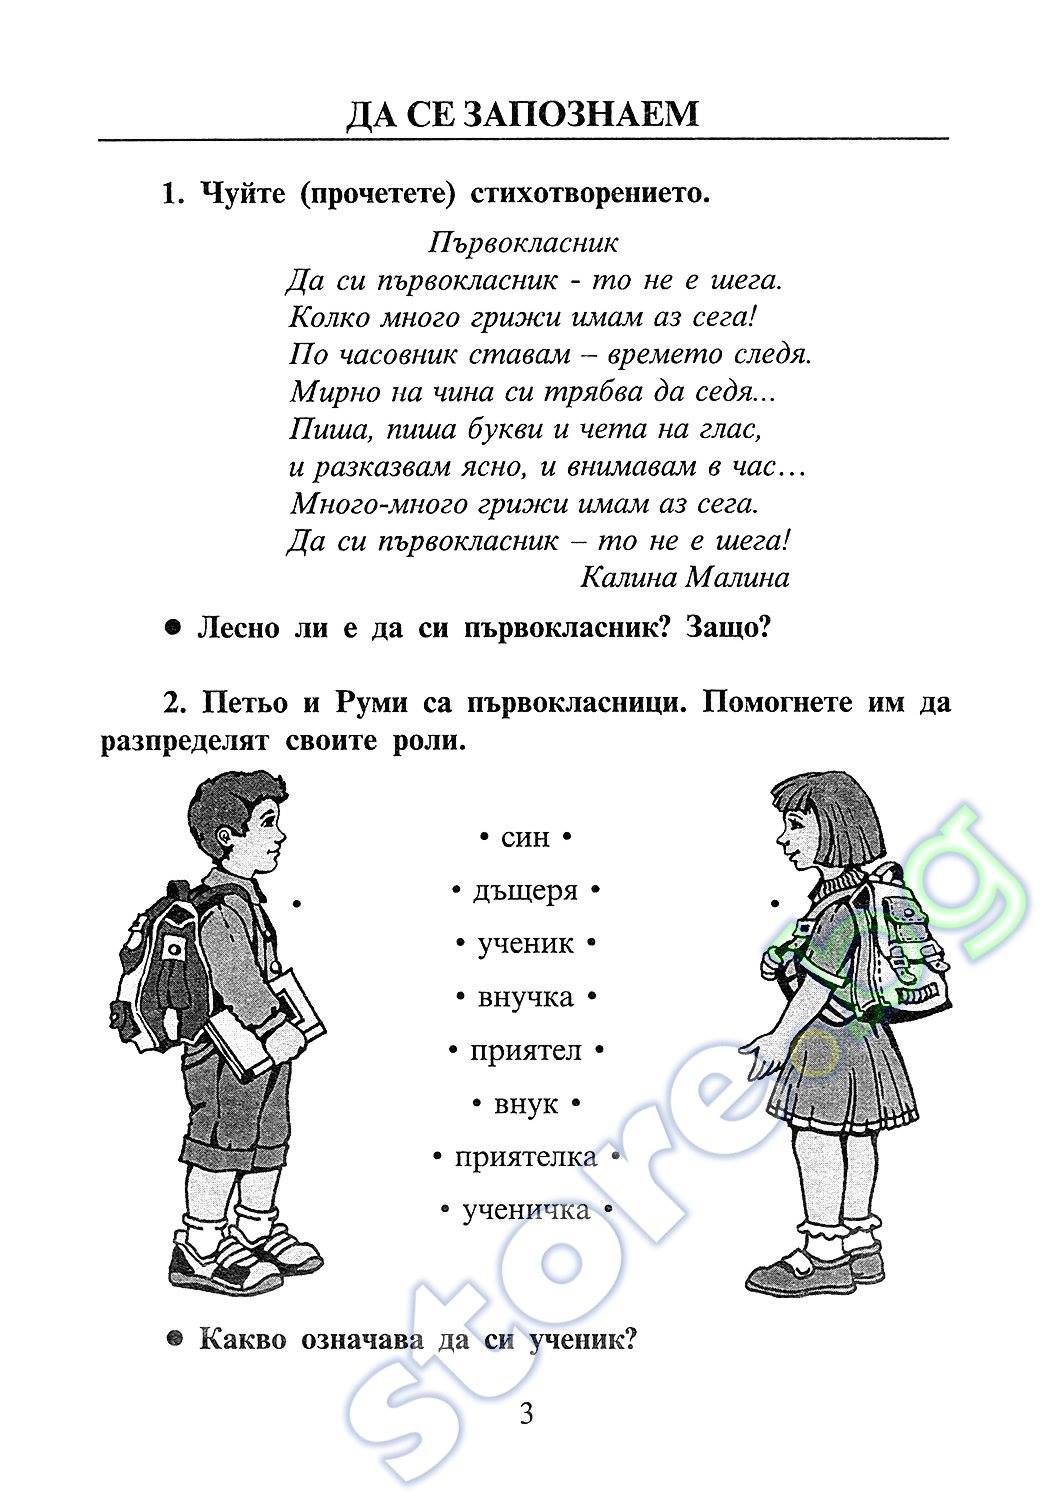 ДА СЕ ЗАПОЗНАЕМ
1. Чуйте (прочетете) стихотворението.
Първокласник
Да си първокласник - то не е шега.
Колко много грижи имам аз сега!
По часовник ставам – времето следя.
Мирно на чина си трябва да седя...
Пиша, пиша букви и чета на глас,
и разказвам ясно, и внимавам в час...
Много-много грижи имам аз сега.
Да си първокласник – то не е шега!
Калина Малина
• Лесно ли е да си първокласник? Защо?
2. Петьо и Руми са първокласници. Помогнете им да
разпределят своите роли.
• син •
• дъщеря •
• ученик •
• внучка •
• приятел •
• внук •
• приятелка •
• ученичка •
• Какво означава да си ученик?
3
store.bg